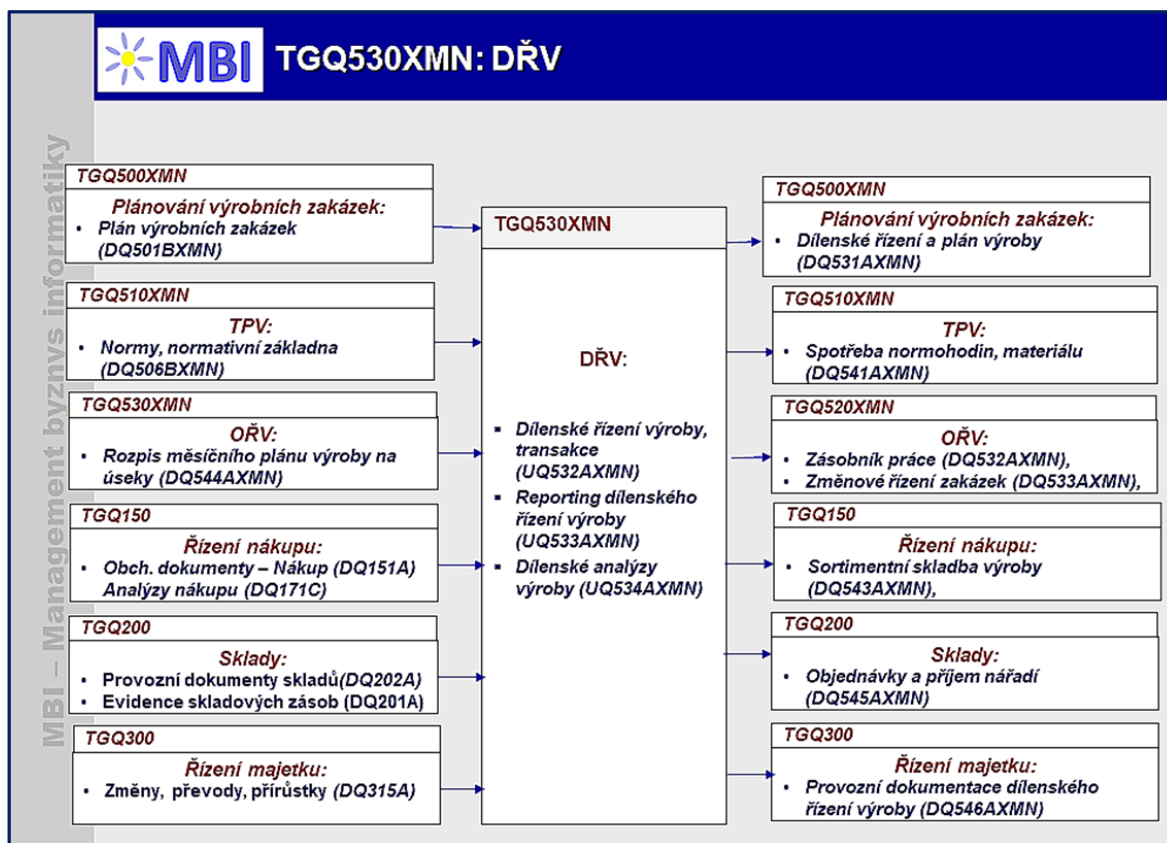 MBI
TGQ530XMN: DŘV
MBI – Management byznys informatiky
TGQ500XMN
Plánování výrobních zakázek:
• Plán výrobních zakázek
(DQ501BXMN)
TGQ510XMN
TPV:
• Normy, normativní základna
(DQ506BXMN)
TGQ530XMN
OŘV:
• Rozpis měsíčního plánu výroby na
úseky (DQ544AXMN)
TGQ150
Řízení nákupu:
• Obch. dokumenty – Nákup (DQ151A)
Analýzy nákupu (DQ171C)
TGQ200
Sklady:
• Provozní dokumenty skladů(DQ202A)
• Evidence skladových zásob (DQ201A)
TGQ300
Řízení majetku:
• Změny, převody, přírůstky (DQ315A)
TGQ530XMN
DŘV:
▪ Dílenské řízení výroby,
transakce
(UQ532AXMN)
▪ Reporting dílenského
řízení výroby
(UQ533AXMN)
▪ Dílenské analýzy
výroby (UQ534AXMN)
TGQ500XMN
Plánování výrobních zakázek:
• Dílenské řízení a plán výroby
(DQ531AXMN)
TGQ510XMN
TPV:
• Spotřeba normohodin, materiálu
(DQ541AXMN)
TGQ520XMN
OŘV:
• Zásobník práce (DQ532AXMN),
• Změnové řízení zakázek (DQ533AXMN),
TGQ150
Řízení nákupu:
• Sortimentní skladba výroby
(DQ543AXMN),
TGQ200
Sklady:
• Objednávky a příjem nářadí
(DQ545AXMN)
TGQ300
Řízení majetku:
• Provozní dokumentace dílenského
řízení výroby (DQ546AXMN)